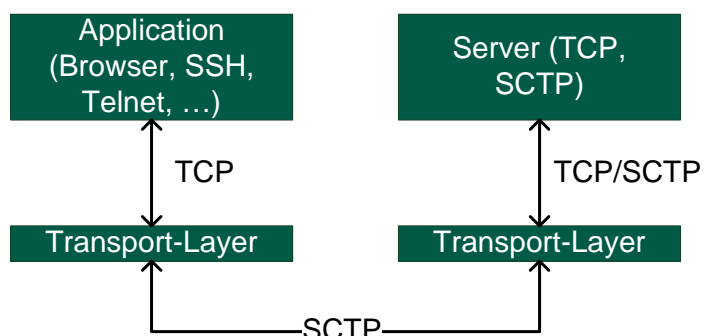 Application
(Browser, SSH,
Telnet, …)
Server (TCP,
SCTP)
TCP
TCP/SCTP
Transport-Layer
Transport-Layer
SCTP